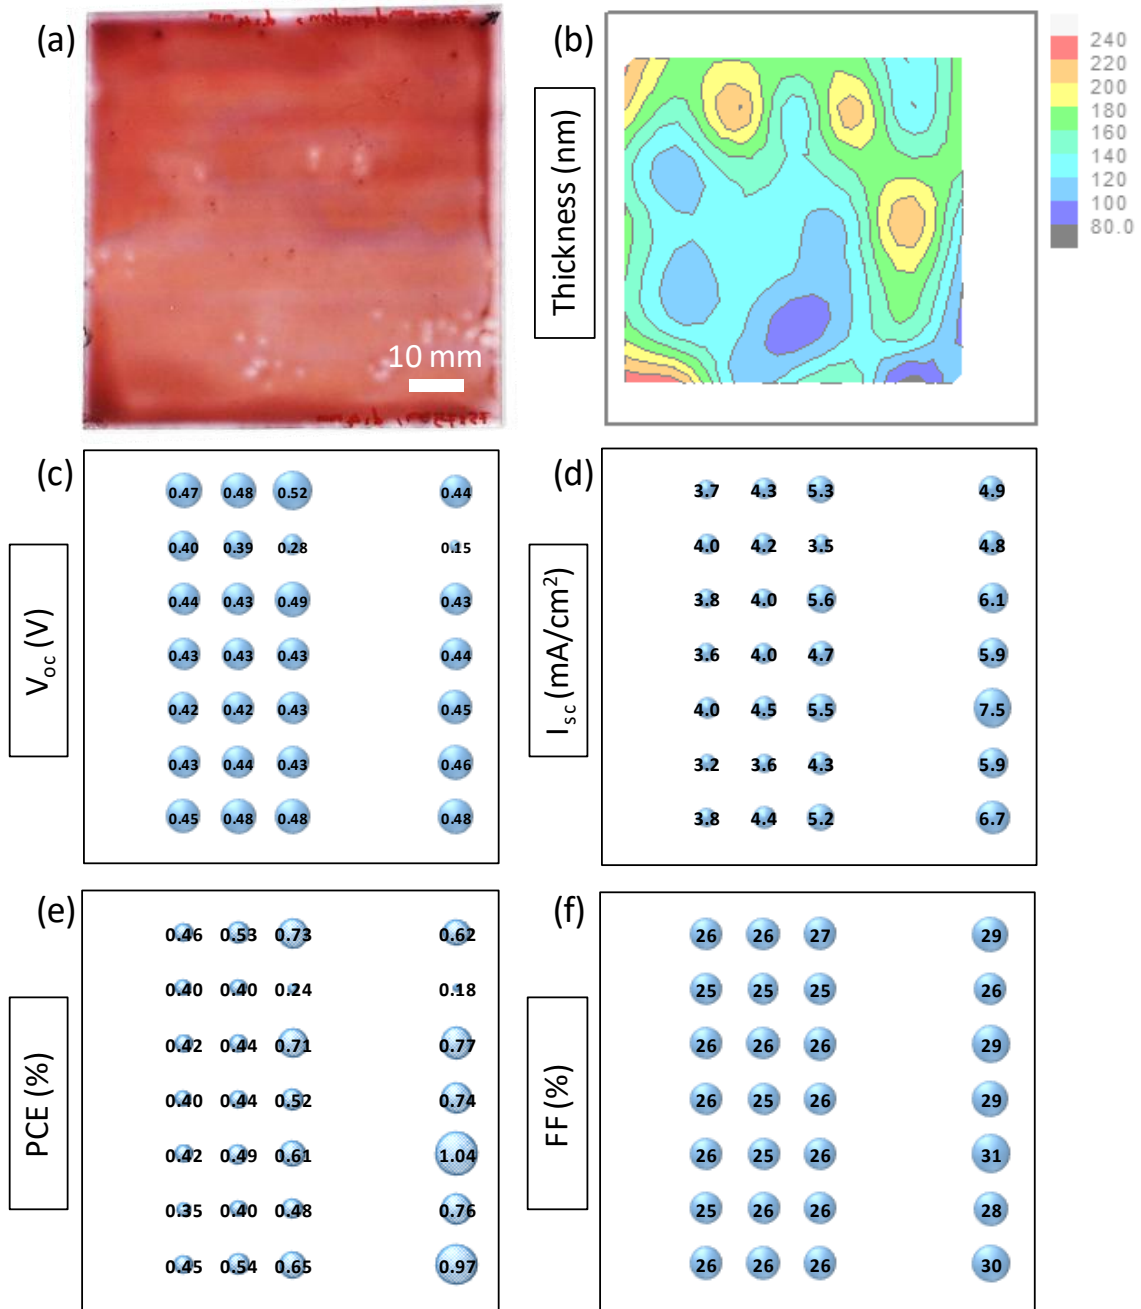 (a)
10 mm
(b)
Thickness (nm)
240
220
200
180
160
140
120
100
80.0
(c)
Voc (V)
0.47 0.48 0.52 0.44
0.40 0.39 0.28 0.15
0.44 0.43 0.49 0.43
0.43 0.43 0.43 0.44
0.42 0.42 0.43 0.45
0.43 0.44 0.43 0.46
0.45 0.48 0.48 0.48
(d)
Isc (mA/cm²)
3.7 4.3 5.3 4.9
4.0 4.2 3.5 4.8
3.8 4.0 5.6 6.1
3.6 4.0 4.7 5.9
4.0 4.5 5.5 7.5
3.2 3.6 4.3 5.9
3.8 4.4 5.2 6.7
(e)
PCE (%)
0.46 0.53 0.73 0.62
0.40 0.40 0.24 0.18
0.42 0.44 0.71 0.77
0.40 0.44 0.52 0.74
0.42 0.49 0.61 1.04
0.35 0.40 0.48 0.76
0.45 0.54 0.65 0.97
(f)
FF (%)
26 26 27 29
25 25 25 26
26 26 26 29
26 25 26 29
26 25 26 31
25 26 26 28
26 26 26 30